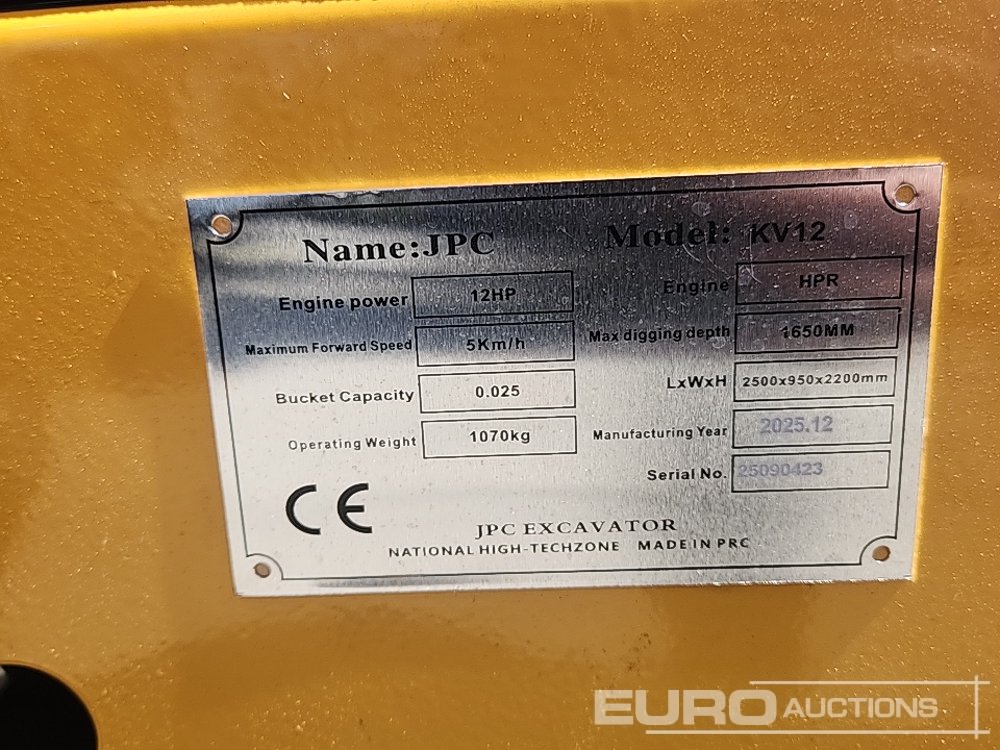 Name:JPC Model: KV12
Engine power 12HP Engine HPR
Maximum Forward Speed 5Km/h Max digging depth 1650MM
Bucket Capacity 0.025 LxWxH 2500x950x2200mm
Operating Weight 1070kg Manufacturing Year 2025.12
Serial No. 25090423
CE
JPC EXCAVATOR
NATIONAL HIGH-TECHZONE MADE IN PRC
EURO AUCTIONS